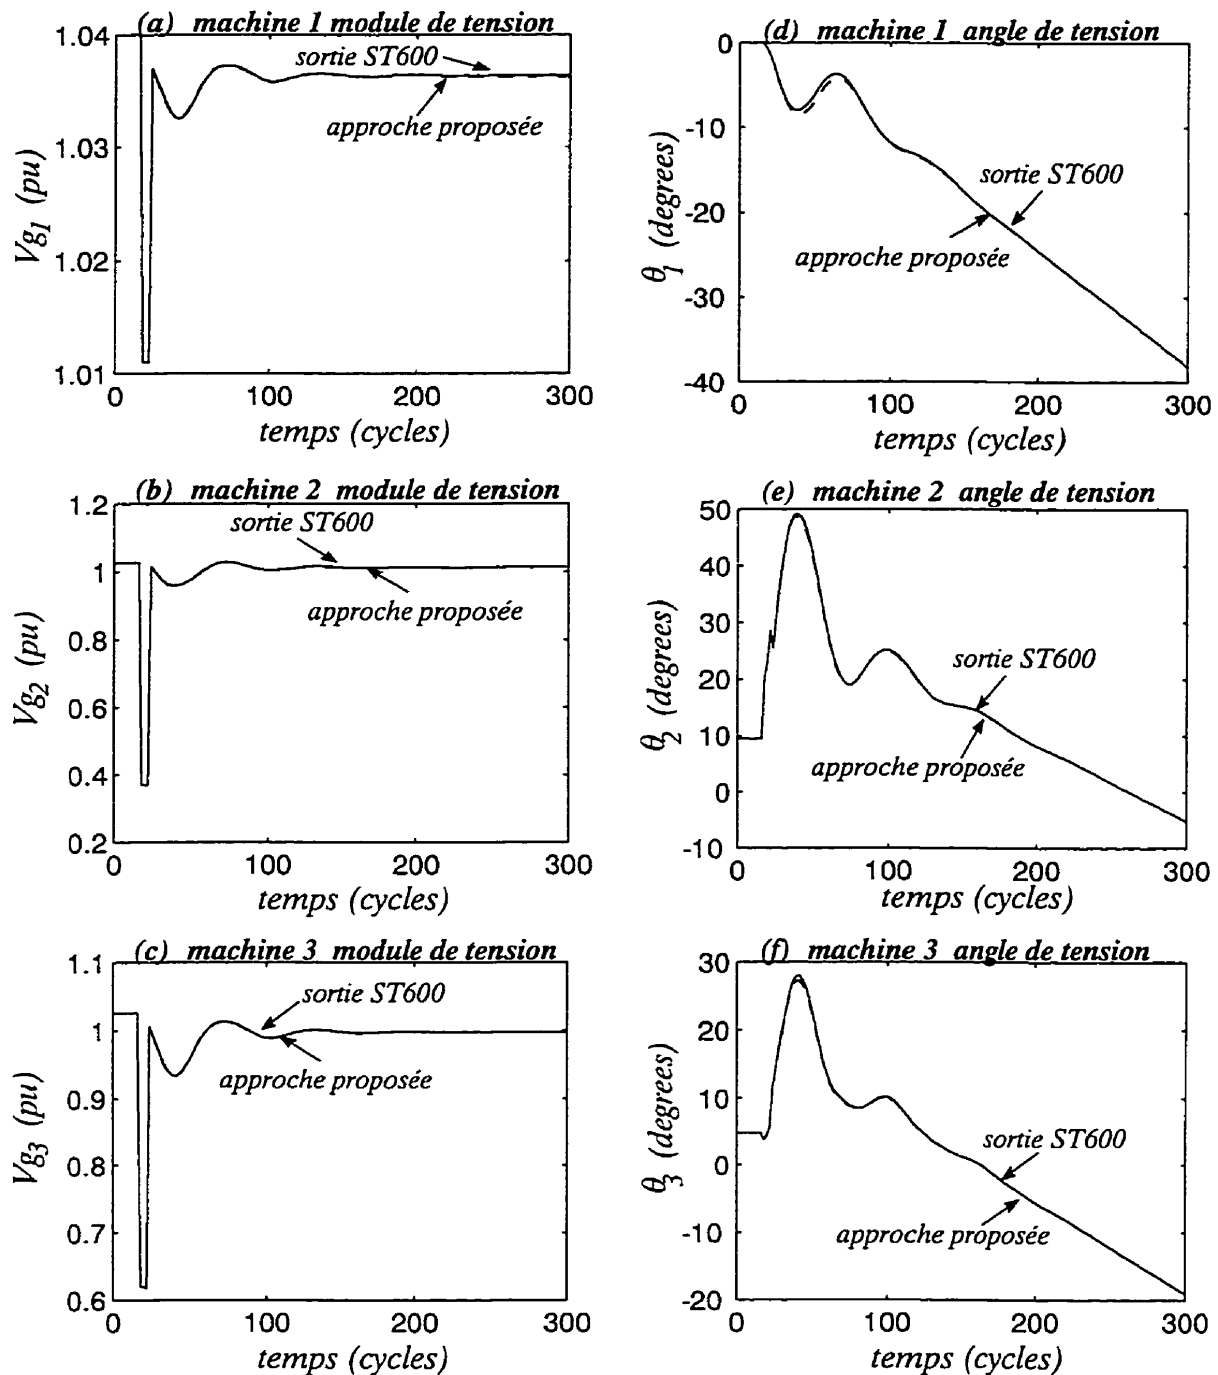 (a) machine 1 module de tension
1.04
1.03
1.02
1.01
Vg1 (pu)
sortie ST600
approche proposée
0 100 200 300
temps (cycles)
(d) machine 1 angle de tension
0
-10
-20
-30
-40
θ1 (degrees)
sortie ST600
approche proposée
0 100 200 300
temps (cycles)
(b) machine 2 module de tension
1.2
1
0.8
0.6
0.4
0.2
Vg2 (pu)
sortie ST600
approche proposée
0 100 200 300
temps (cycles)
(e) machine 2 angle de tension
50
40
30
20
10
0
-10
θ2 (degrees)
sortie ST600
approche proposée
0 100 200 300
temps (cycles)
(c) machine 3 module de tension
1.1
1
0.9
0.8
0.7
0.6
Vg3 (pu)
sortie ST600
approche proposée
0 100 200 300
temps (cycles)
(f) machine 3 angle de tension
30
20
10
0
-10
-20
θ3 (degrees)
sortie ST600
approche proposée
0 100 200 300
temps (cycles)